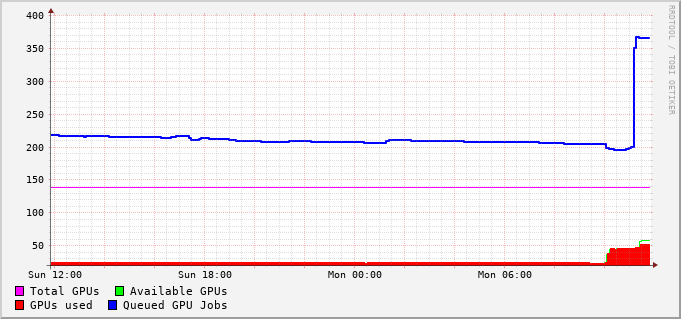 400
350
300
250
200
150
100
50
Sun 12:00 Sun 18:00 Mon 00:00 Mon 06:00
Total GPUs Available GPUs
GPUs used Queued GPU Jobs
RRDTOOL / TOBI OETIKER